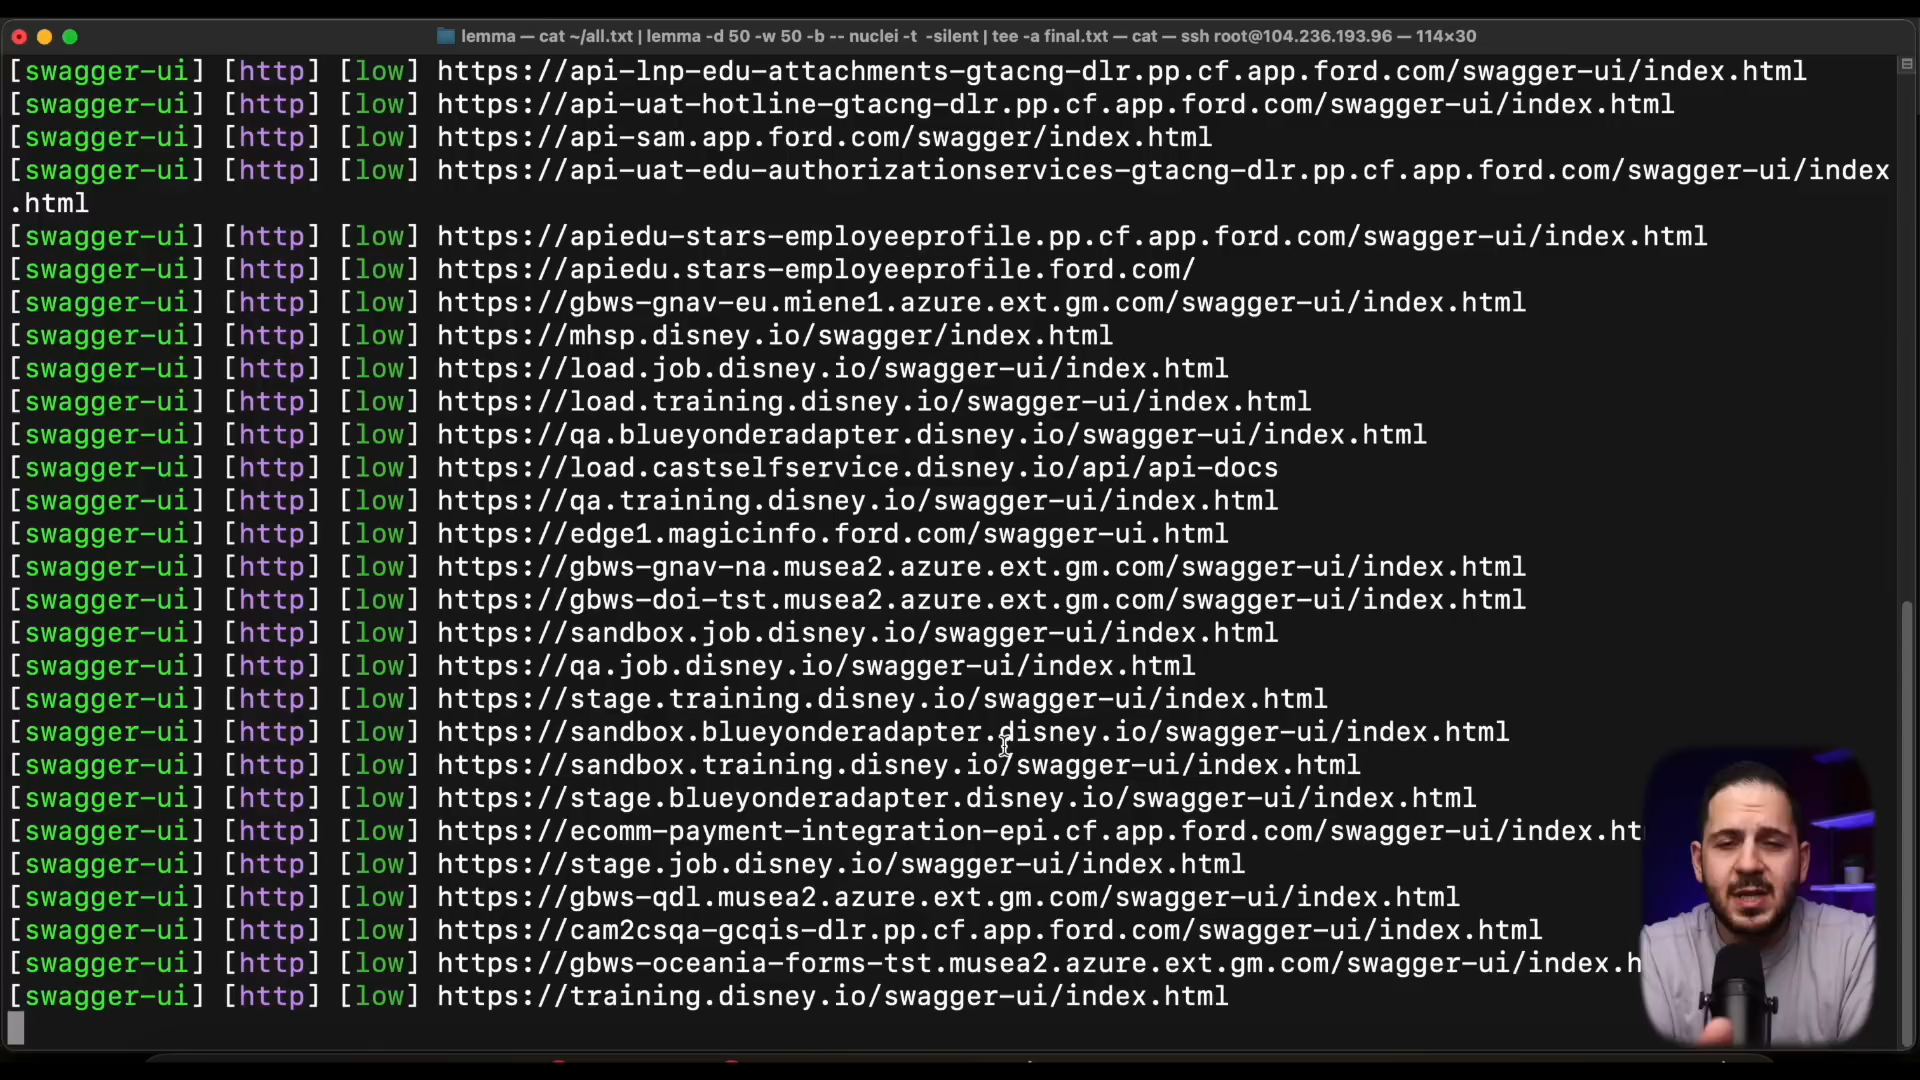 lemma — cat ~/all.txt | lemma -d 50 -w 50 -b -- nuclei -t  -silent | tee -a final.txt — cat — ssh root@104.236.193.96 — 114×30
[swagger-ui] [http] [low] https://api-lnp-edu-attachments-gtacng-dlr.pp.cf.app.ford.com/swagger-ui/index.html
[swagger-ui] [http] [low] https://api-uat-hotline-gtacng-dlr.pp.cf.app.ford.com/swagger-ui/index.html
[swagger-ui] [http] [low] https://api-sam.app.ford.com/swagger/index.html
[swagger-ui] [http] [low] https://api-uat-edu-authorizationservices-gtacng-dlr.pp.cf.app.ford.com/swagger-ui/index
.html
[swagger-ui] [http] [low] https://apiedu-stars-employeeprofile.pp.cf.app.ford.com/swagger-ui/index.html
[swagger-ui] [http] [low] https://apiedu.stars-employeeprofile.ford.com/
[swagger-ui] [http] [low] https://gbws-gnav-eu.miene1.azure.ext.gm.com/swagger-ui/index.html
[swagger-ui] [http] [low] https://mhsp.disney.io/swagger/index.html
[swagger-ui] [http] [low] https://load.job.disney.io/swagger-ui/index.html
[swagger-ui] [http] [low] https://load.training.disney.io/swagger-ui/index.html
[swagger-ui] [http] [low] https://qa.blueyonderadapter.disney.io/swagger-ui/index.html
[swagger-ui] [http] [low] https://load.castselfservice.disney.io/api/api-docs
[swagger-ui] [http] [low] https://qa.training.disney.io/swagger-ui/index.html
[swagger-ui] [http] [low] https://edge1.magicinfo.ford.com/swagger-ui.html
[swagger-ui] [http] [low] https://gbws-gnav-na.musea2.azure.ext.gm.com/swagger-ui/index.html
[swagger-ui] [http] [low] https://gbws-doi-tst.musea2.azure.ext.gm.com/swagger-ui/index.html
[swagger-ui] [http] [low] https://sandbox.job.disney.io/swagger-ui/index.html
[swagger-ui] [http] [low] https://qa.job.disney.io/swagger-ui/index.html
[swagger-ui] [http] [low] https://stage.training.disney.io/swagger-ui/index.html
[swagger-ui] [http] [low] https://sandbox.blueyonderadapter.disney.io/swagger-ui/index.html
[swagger-ui] [http] [low] https://sandbox.training.disney.io/swagger-ui/index.html
[swagger-ui] [http] [low] https://stage.blueyonderadapter.disney.io/swagger-ui/index.html
[swagger-ui] [http] [low] https://ecomm-payment-integration-epi.cf.app.ford.com/swagger-ui/index.ht
[swagger-ui] [http] [low] https://stage.job.disney.io/swagger-ui/index.html
[swagger-ui] [http] [low] https://gbws-qdl.musea2.azure.ext.gm.com/swagger-ui/index.html
[swagger-ui] [http] [low] https://cam2csqa-gcqis-dlr.pp.cf.app.ford.com/swagger-ui/index.html
[swagger-ui] [http] [low] https://gbws-oceania-forms-tst.musea2.azure.ext.gm.com/swagger-ui/index.h
[swagger-ui] [http] [low] https://training.disney.io/swagger-ui/index.html